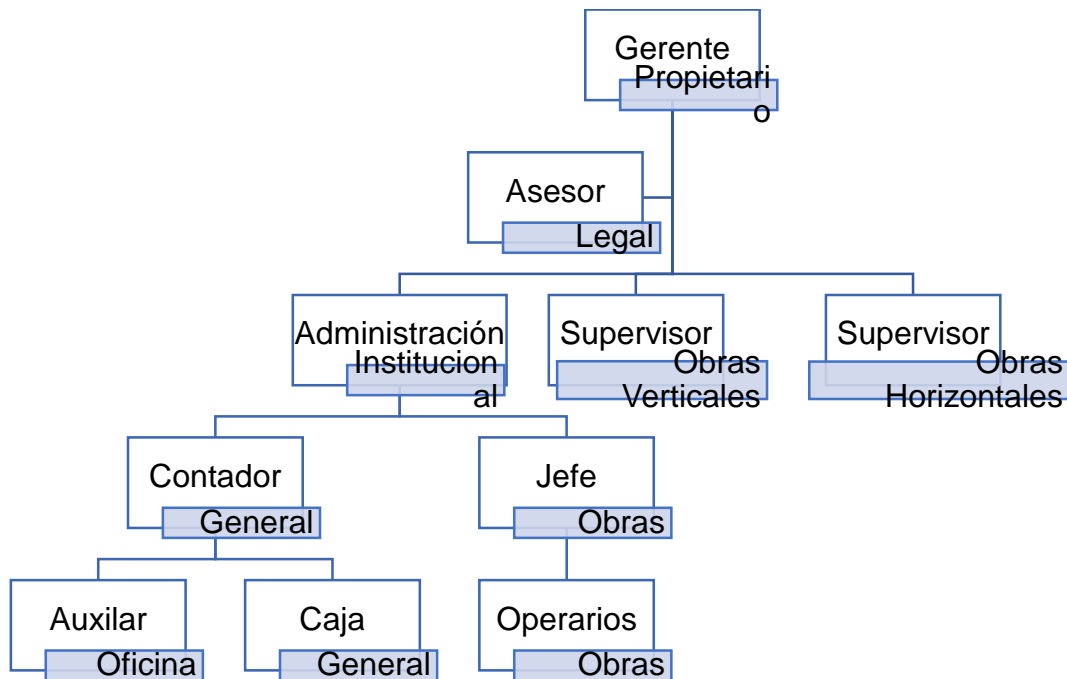 Gerente
Propietari
o
Asesor
Legal
Administración
Institucion
al
Supervisor
Obras
Verticales
Supervisor
Obras
Horizontales
Contador
General
Jefe
Obras
Auxilar
Oficina
Caja
General
Operarios
Obras